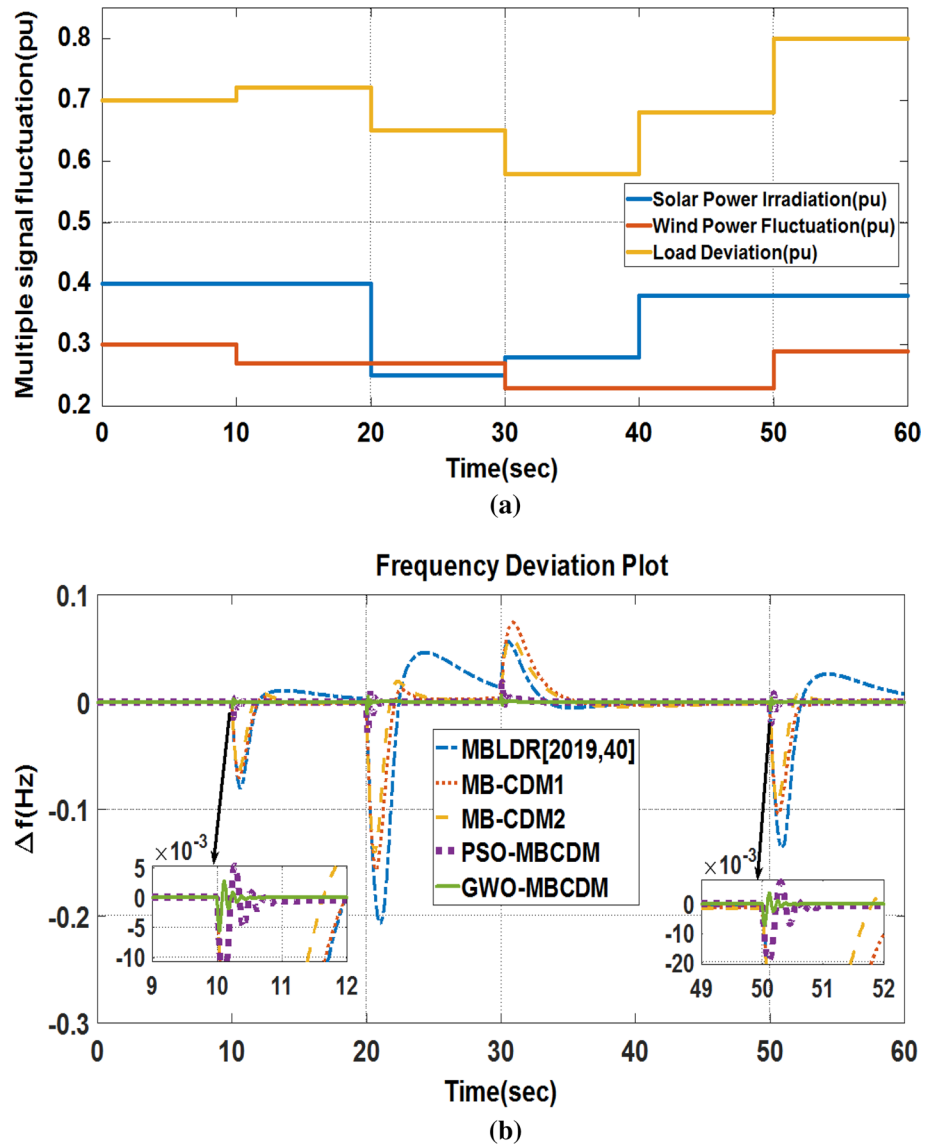 0.8
0.7
0.6
0.5
0.4
0.3
0.2
Multiple signal fluctuation(pu)
Solar Power Irradiation(pu)
Wind Power Fluctuation(pu)
Load Deviation(pu)
0 10 20 30 40 50 60
Time(sec)
(a)
Frequency Deviation Plot
0.1
0
-0.1
-0.2
-0.3
Δf(Hz)
MBLDR[2019,40]
MB-CDM1
MB-CDM2
PSO-MBCDM
GWO-MBCDM
×10-3
5
0
-5
-10
9 10 11 12
×10-3
0
-10
-20
49 50 51 52
0 10 20 30 40 50 60
Time(sec)
(b)